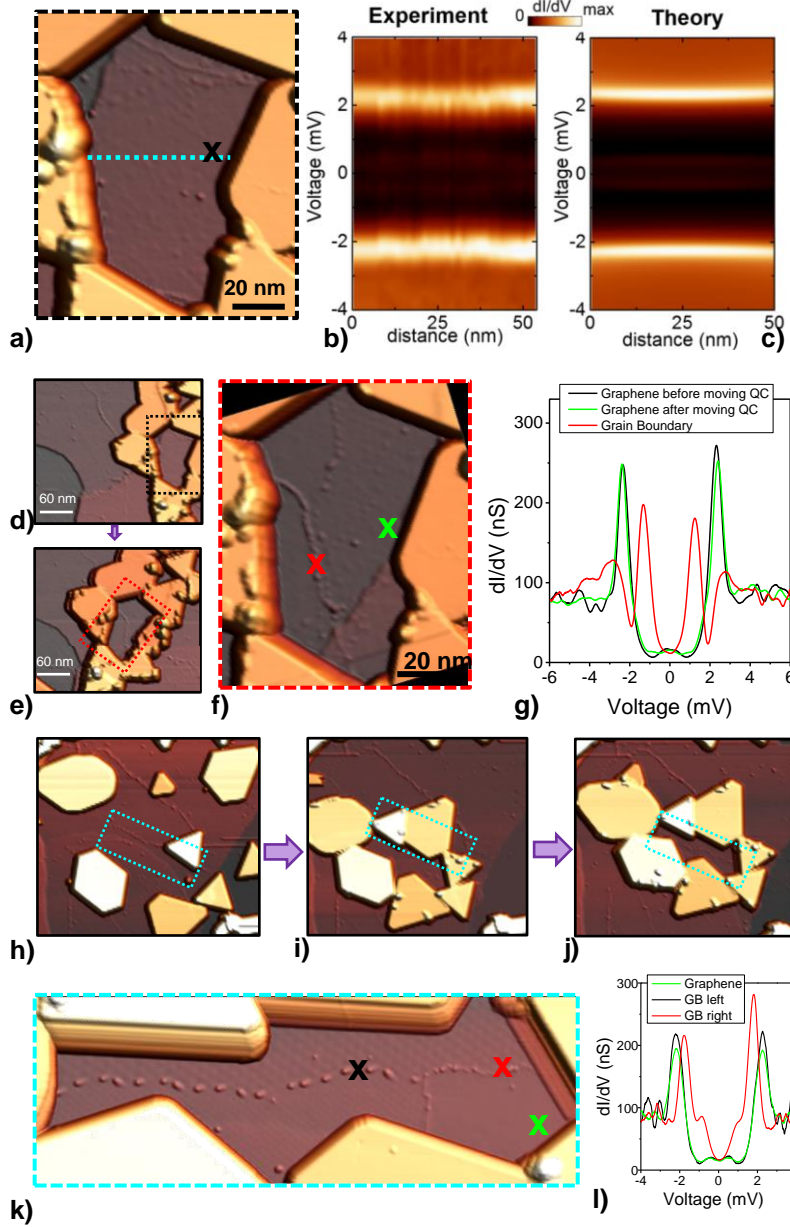 Experiment
0 dI/dV max
Theory
x
20 nm
a)
Voltage (mV)
4
2
0
-2
-4
0 25 50
distance (nm)
b)
Voltage (mV)
4
2
0
-2
-4
0 25 50
distance (nm)
c)
60 nm
d)
60 nm
e)
x
x
20 nm
f)
Graphene before moving QC
Graphene after moving QC
Grain Boundary
dI/dV (nS)
300
200
100
0
-6 -4 -2 0 2 4 6
Voltage (mV)
g)
h)
i)
j)
x
x
x
k)
Graphene
GB left
GB right
dI/dV (nS)
300
200
100
0
-4 -2 0 2
Voltage (mV)
l)